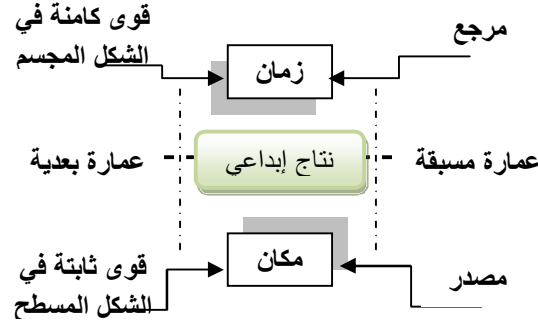 قوى كامنة في
الشكل المجسم
زمان
مرجع
عمارة مسبقة
نتاج إبداعي
عمارة بعدية
قوى ثابتة في
الشكل المسطح
مكان
مصدر